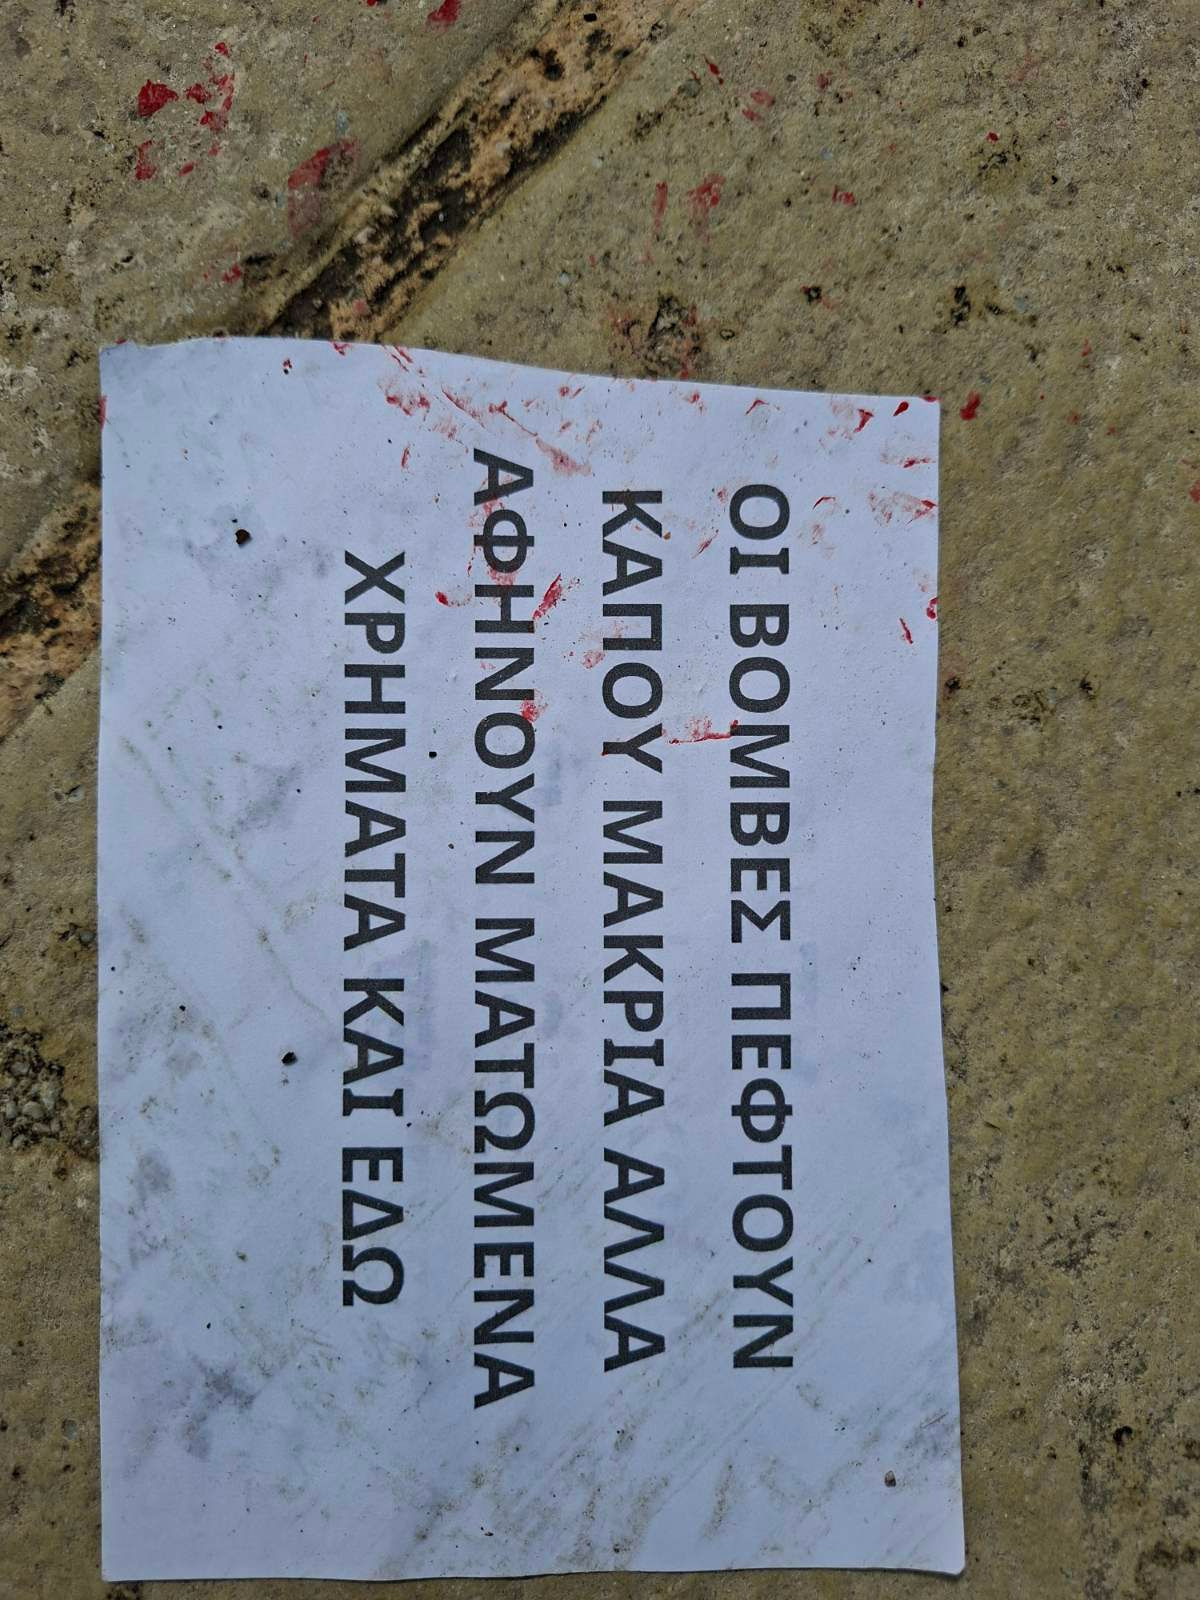 ΟΙ ΒΟΜΒΕΣ ΠΕΦΤΟΥΝ
ΚΑΠΟΥ ΜΑΚΡΙΑ ΑΛΛΑ
ΑΦΗΝΟΥΝ ΜΑΤΩΜΕΝΑ
ΧΡΗΜΑΤΑ ΚΑΙ ΕΔΩ